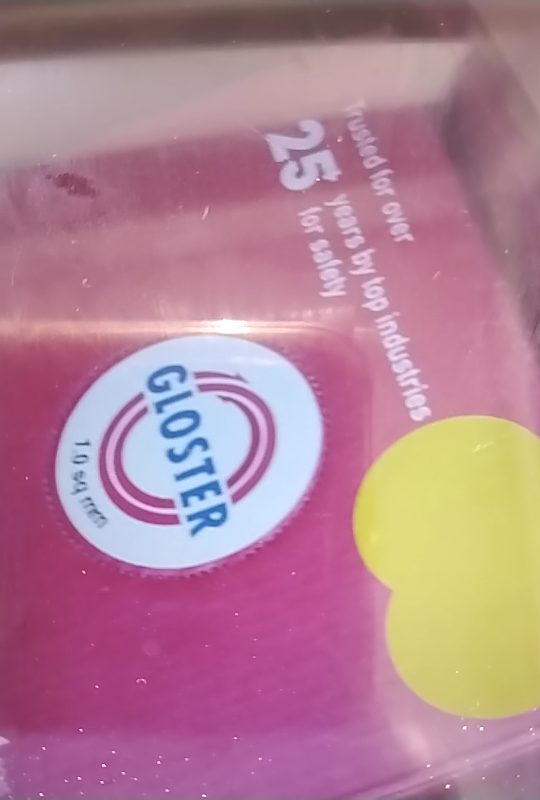 Trusted for over
25 years by top industries
for safety
GLOSTER
1.0 sq mm